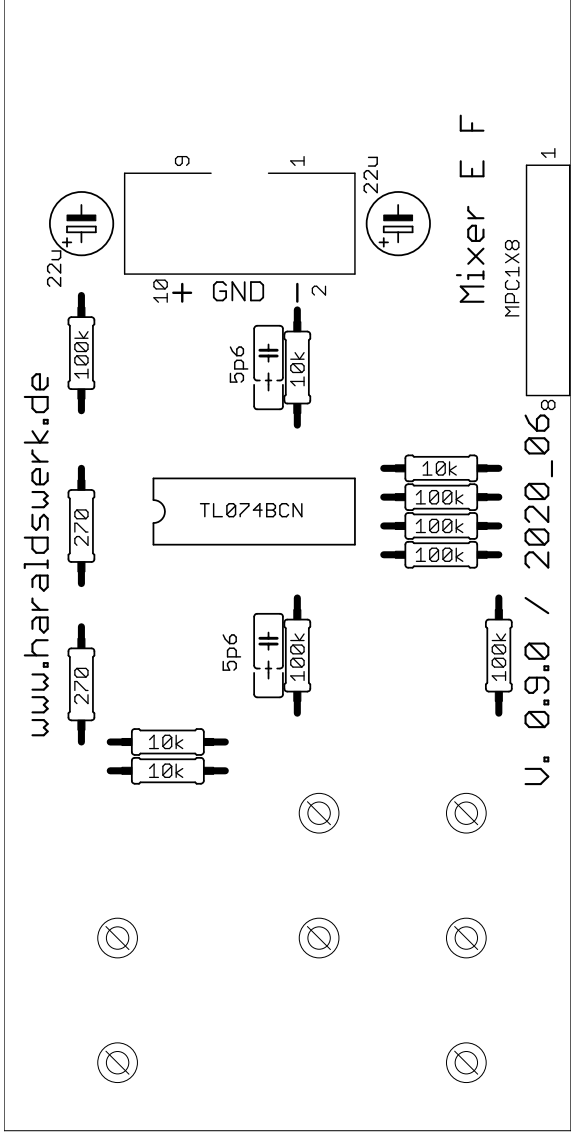 9
1
22u
+
22u
+
10
+ GND -
2
Mixer E F
MPC1X8
1
8
100k
5p6
10k
www.haraldswerk.de
270
TL074BCN
10k
100k
100k
100k
270
5p6
100k
100k
V. 0.9.0 / 2020_06
10k
10k